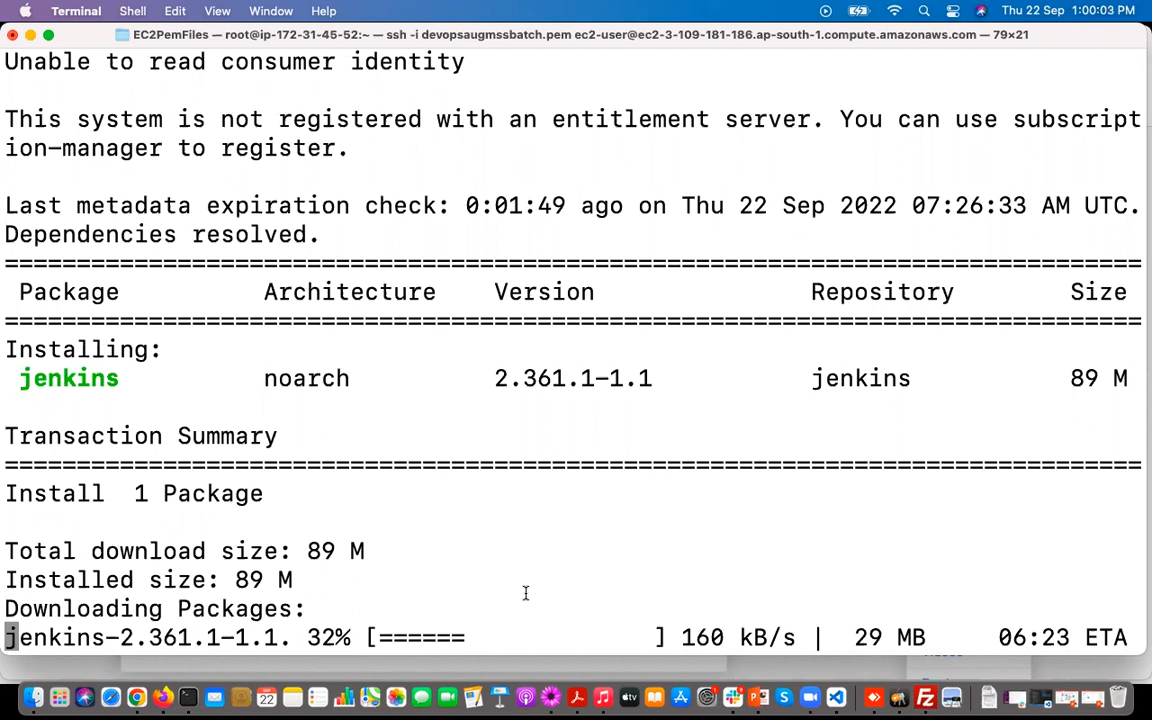 Terminal Shell Edit View Window Help Thu 22 Sep 1:00:03 PM
EC2PemFiles — root@ip-172-31-45-52:~ — ssh -i devopsaugmssbatch.pem ec2-user@ec2-3-109-181-186.ap-south-1.compute.amazonaws.com — 79×21
Unable to read consumer identity
This system is not registered with an entitlement server. You can use subscript
ion-manager to register.
Last metadata expiration check: 0:01:49 ago on Thu 22 Sep 2022 07:26:33 AM UTC.
Dependencies resolved.
===============================================================================
Package Architecture Version Repository Size
===============================================================================
Installing:
jenkins noarch 2.361.1-1.1 jenkins 89 M
Transaction Summary
===============================================================================
Install 1 Package
Total download size: 89 M
Installed size: 89 M
Downloading Packages:
jenkins-2.361.1-1.1. 32% [====== ] 160 kB/s | 29 MB 06:23 ETA